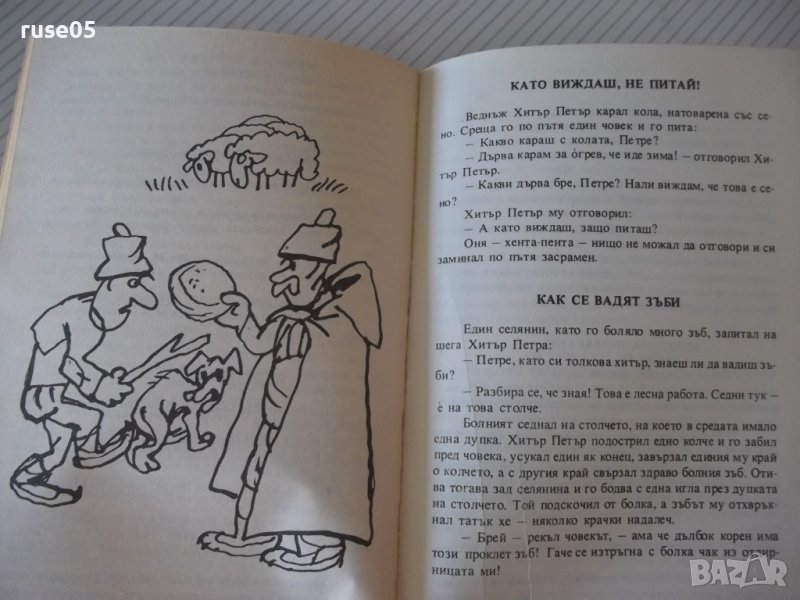 ruse05
КАТО ВИЖДАШ, НЕ ПИТАЙ!
Веднъж Хитър Петър карал кола, натоварена със се-
но. Среща го по пътя един човек и го пита:
— Какво караш с колата, Петре?
— Дърва карам за о̀грев, че иде зима! — отговорил Хи-
тър Петър.
— Какви дърва бре, Петре? Нали виждам, че това е се-
но?
Хитър Петър му отговорил:
— А като виждаш, защо питаш?
Оня — хента-пента — нищо не можал да отговори и си
заминал по пътя засрамен.
КАК СЕ ВАДЯТ ЗЪБИ
Един селянин, като го боляло много зъб, запитал на
шега Хитър Петра:
— Петре, като си толкова хитър, знаеш ли да вадиш зъ-
би?
— Разбира се, че зная! Това е лесна работа. Седни тук —
ѐ на това столче.
Болният седнал на столчето, на което в средата имало
една дупка. Хитър Петър подострил едно колче и го забил
пред човека, усукал един як конец, завързал единия му край
о колчето, а с другия край свързал здраво болния зъб. Оти-
ва тогава зад селянина и го бодва с една игла през дупката
на столчето. Той подскочил от болка, а зъбът му отхврък-
нал татък хе — няколко крачки надалеч.
— Брей — рекъл човекът, — ама че дълбок корен има
този проклет зъб! Гаче се изтръгна с болка чак из отдир-
ницата ми!
BAZAR